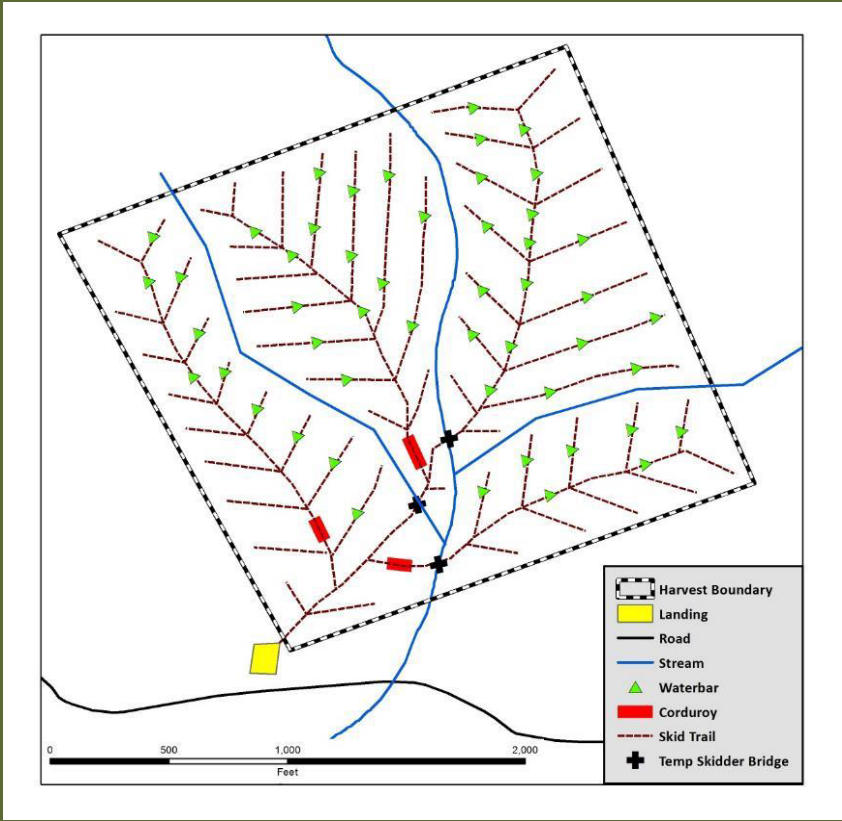 Harvest Boundary
Landing
Road
Stream
Waterbar
Corduroy
Skid Trail
Temp Skidder Bridge
0 500 1,000 2,000
Feet